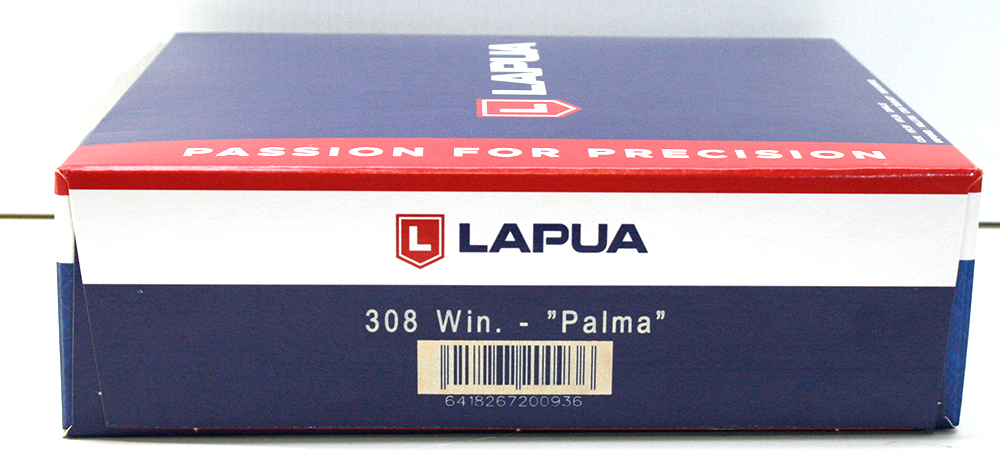 LAPUA
L
PASSION FOR PRECISION
L LAPUA
308 Win. - "Palma"
6418267200936